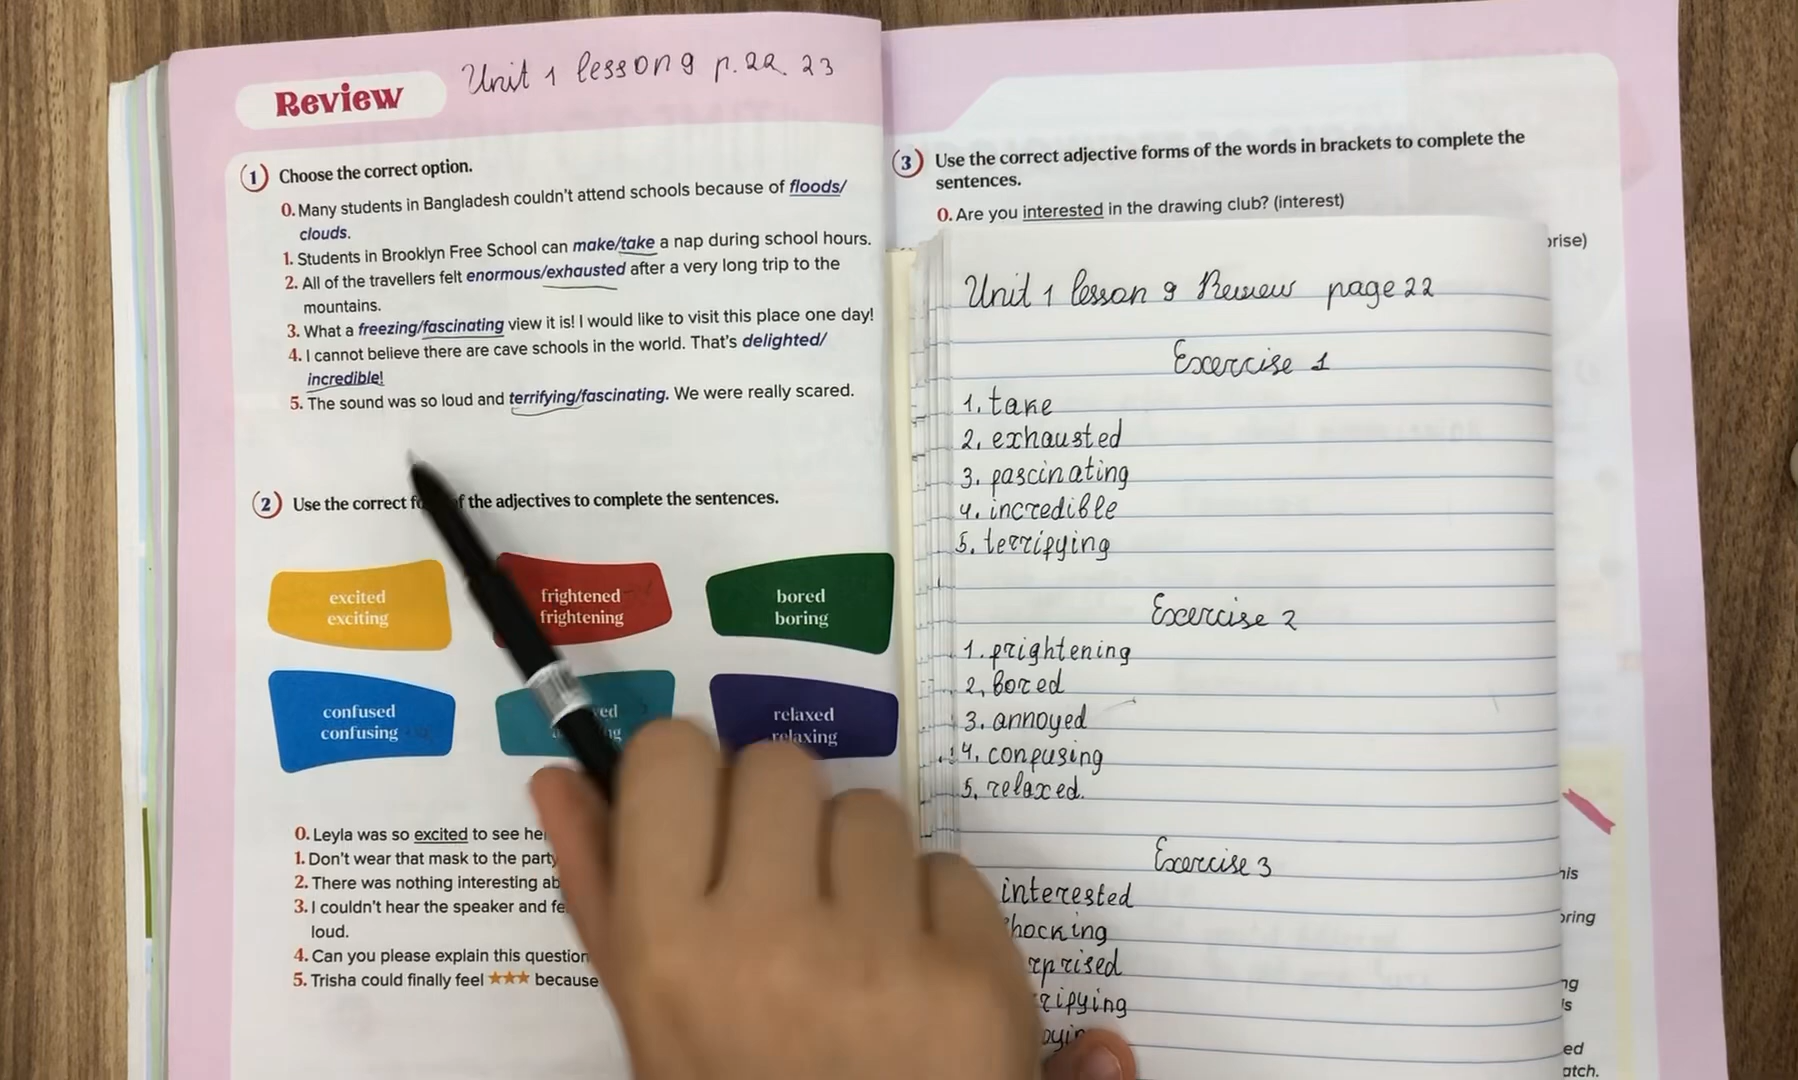 Review
Unit 1 lesson 9 p. 22. 23
1 Choose the correct option.
0. Many students in Bangladesh couldn't attend schools because of floods/
clouds.
1. Students in Brooklyn Free School can make/take a nap during school hours.
2. All of the travellers felt enormous/exhausted after a very long trip to the
mountains.
3. What a freezing/fascinating view it is! I would like to visit this place one day!
4. I cannot believe there are cave schools in the world. That's delighted/
incredible!
5. The sound was so loud and terrifying/fascinating. We were really scared.
2 Use the correct of the adjectives to complete the sentences.
excited
exciting
frightened
frightening
bored
boring
confused
confusing
relaxed
relaxing
0. Leyla was so excited to see
1. Don't wear that mask to the party
2. There was nothing interesting
3. I couldn't hear the speaker and
loud.
4. Can you please explain this question
5. Trisha could finally feel ★★★ because
3 Use the correct adjective forms of the words in brackets to complete the
sentences.
0. Are you interested in the drawing club? (interest)
prise)
Unit 1 lesson 9 Review page 22
Exercise 1
1. take
2. exhausted
3. fascinating
4. incredible
5. terrifying
Exercise 2
1. frightening
2. bored
3. annoyed
4. confusing
5. relaxed.
Exercise 3
interested
hocking
rprised
rifying
his
oring
ng
ed
atch.